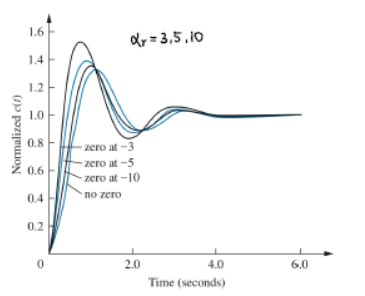 1.6
αr = 3, 5, 10
1.4
1.2
1.0
0.8
zero at −3
zero at −5
0.6
zero at −10
0.4
no zero
0.2
Normalized c(t)
0
2.0
4.0
6.0
Time (seconds)